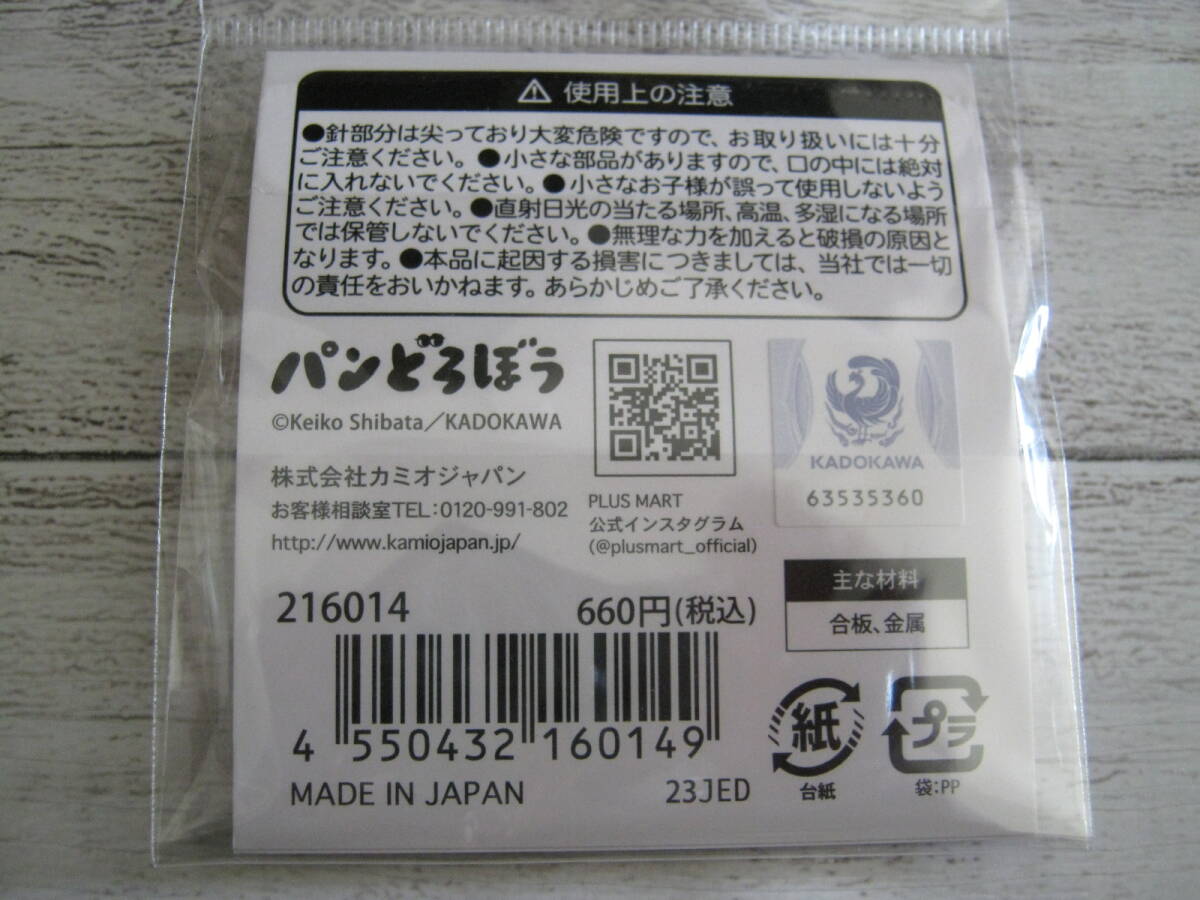 使用上の注意
●針部分は尖っており大変危険ですので、お取り扱いには十分
ご注意ください。●小さな部品がありますので、口の中には絶対
に入れないでください。●小さなお子様が誤って使用しないよう
ご注意ください。●直射日光の当たる場所、高温、多湿になる場所
では保管しないでください。●無理な力を加えると破損の原因と
なります。●本品に起因する損害につきましては、当社では一切
の責任をおいかねます。あらかじめご了承ください。
パンどろぼう
©Keiko Shibata／KADOKAWA
株式会社カミオジャパン
お客様相談室TEL:0120-991-802
http://www.kamiojapan.jp/
PLUS MART
公式インスタグラム
(@plusmart_official)
KADOKAWA
63535360
主な材料
合板、金属
216014
660円(税込)
4 550432 160149
MADE IN JAPAN
23JED
紙
台紙
プラ
袋:PP